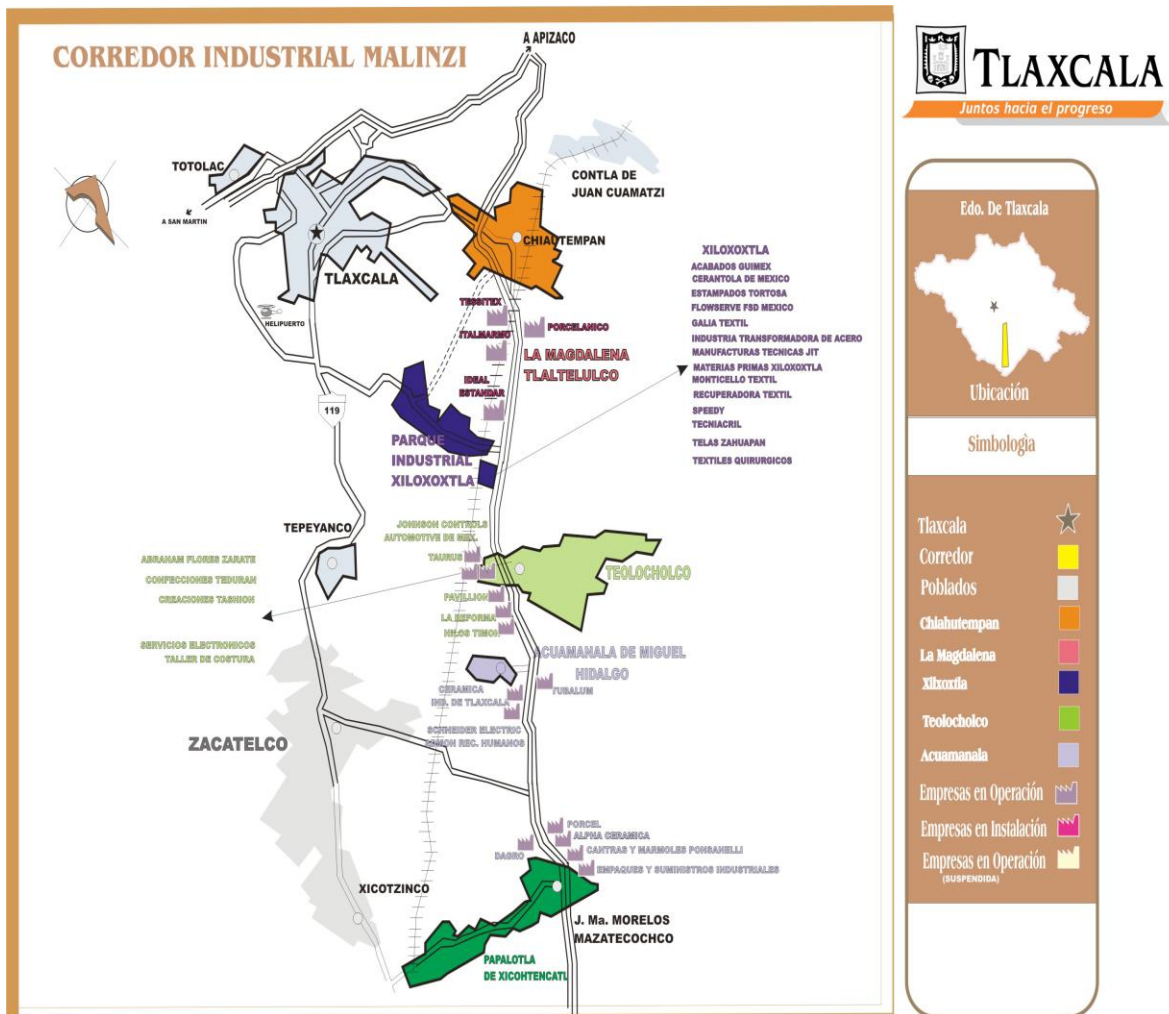 CORREDOR INDUSTRIAL MALINZI
A APIZACO
TOTOLAC
A SAN MARTIN
CONTLA DE
JUAN CUAMATZI
CHIAUTEMPAN
TLAXCALA
HELIPUERTO
TESSITEX
ITALMARMO
PORCELANICO
LA MAGDALENA
TLALTELULCO
IDEAL
ESTANDAR
119
PARQUE
INDUSTRIAL
XILOXOXTLA
XILOXOXTLA
ACABADOS GUIMEX
CERANTOLA DE MEXICO
ESTAMPADOS TORTOSA
FLOWSERVE FSD MEXICO
GALIA TEXTIL
INDUSTRIA TRANSFORMADORA DE ACERO
MANUFACTURAS TECNICAS JIT
MATERIAS PRIMAS XILOXOXTLA
MONTICELLO TEXTIL
RECUPERADORA TEXTIL
SPEEDY
TECNIACRIL
TELAS ZAHUAPAN
TEXTILES QUIRURGICOS
TEPEYANCO
JOHNSON CONTROLS
AUTOMOTIVE DE MEX.
TAURUS
TEOLOCHOLCO
PAVILLION
LA REFORMA
HILOS TIMON
ABRAHAM FLORES ZARATE
CONFECCIONES TEDURAN
CREACIONES TASHION
SERVICIOS ELECTRONICOS
TALLER DE COSTURA
ACUAMANALA DE MIGUEL
HIDALGO
CERAMICA
IND. DE TLAXCALA
TUBALUM
SCHNEIDER ELECTRIC
REC. HUMANOS
ZACATELCO
PORCEL
ALPHA CERAMICA
DAGRO
CANTRAS Y MARMOLES PONSANELLI
EMPAQUES Y SUMINISTROS INDUSTRIALES
XICOTZINCO
J. Ma. MORELOS
MAZATECOCHCO
PAPALOTLA
DE XICOHTENCATL
TLAXCALA
Juntos hacia el progreso
Edo. De Tlaxcala
Ubicación
Simbologìa
Tlaxcala
Corredor
Poblados
Chiahutempan
La Magdalena
Xilxoxtla
Teolocholco
Acuamanala
Empresas en Operación
Empresas en Instalación
Empresas en Operación
(SUSPENDIDA)